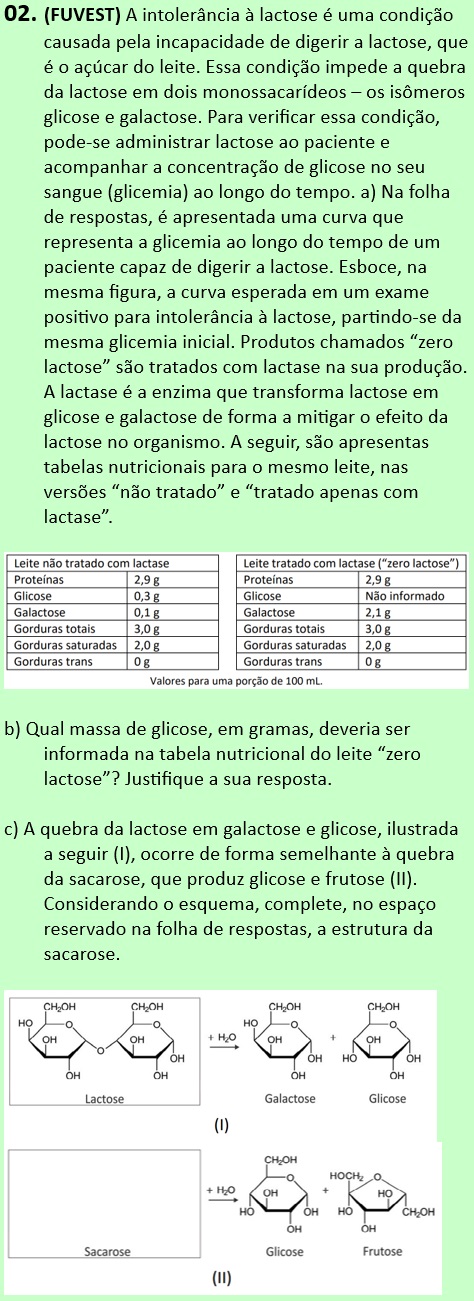 02. (FUVEST) A intolerância à lactose é uma condição
causada pela incapacidade de digerir a lactose, que
é o açúcar do leite. Essa condição impede a quebra
da lactose em dois monossacarídeos – os isômeros
glicose e galactose. Para verificar essa condição,
pode-se administrar lactose ao paciente e
acompanhar a concentração de glicose no seu
sangue (glicemia) ao longo do tempo. a) Na folha
de respostas, é apresentada uma curva que
representa a glicemia ao longo do tempo de um
paciente capaz de digerir a lactose. Esboce, na
mesma figura, a curva esperada em um exame
positivo para intolerância à lactose, partindo-se da
mesma glicemia inicial. Produtos chamados “zero
lactose” são tratados com lactase na sua produção.
A lactase é a enzima que transforma lactose em
glicose e galactose de forma a mitigar o efeito da
lactose no organismo. A seguir, são apresentas
tabelas nutricionais para o mesmo leite, nas
versões “não tratado” e “tratado apenas com
lactase”.
Leite não tratado com lactase
Proteínas 2,9 g
Glicose 0,3 g
Galactose 0,1 g
Gorduras totais 3,0 g
Gorduras saturadas 2,0 g
Gorduras trans 0 g
Leite tratado com lactase (“zero lactose”)
Proteínas 2,9 g
Glicose Não informado
Galactose 2,1 g
Gorduras totais 3,0 g
Gorduras saturadas 2,0 g
Gorduras trans 0 g
Valores para uma porção de 100 mL.
b) Qual massa de glicose, em gramas, deveria ser
informada na tabela nutricional do leite “zero
lactose”? Justifique a sua resposta.
c) A quebra da lactose em galactose e glicose, ilustrada
a seguir (I), ocorre de forma semelhante à quebra
da sacarose, que produz glicose e frutose (II).
Considerando o esquema, complete, no espaço
reservado na folha de respostas, a estrutura da
sacarose.
CH₂OH CH₂OH CH₂OH CH₂OH
HO O O HO O O
OH OH + H₂O OH + OH
O OH OH HO OH
OH OH OH OH
Lactose Galactose Glicose
(I)
CH₂OH
O HOCH₂ O
+ H₂O OH + HO
HO OH HO CH₂OH
OH OH
Sacarose Glicose Frutose
(II)